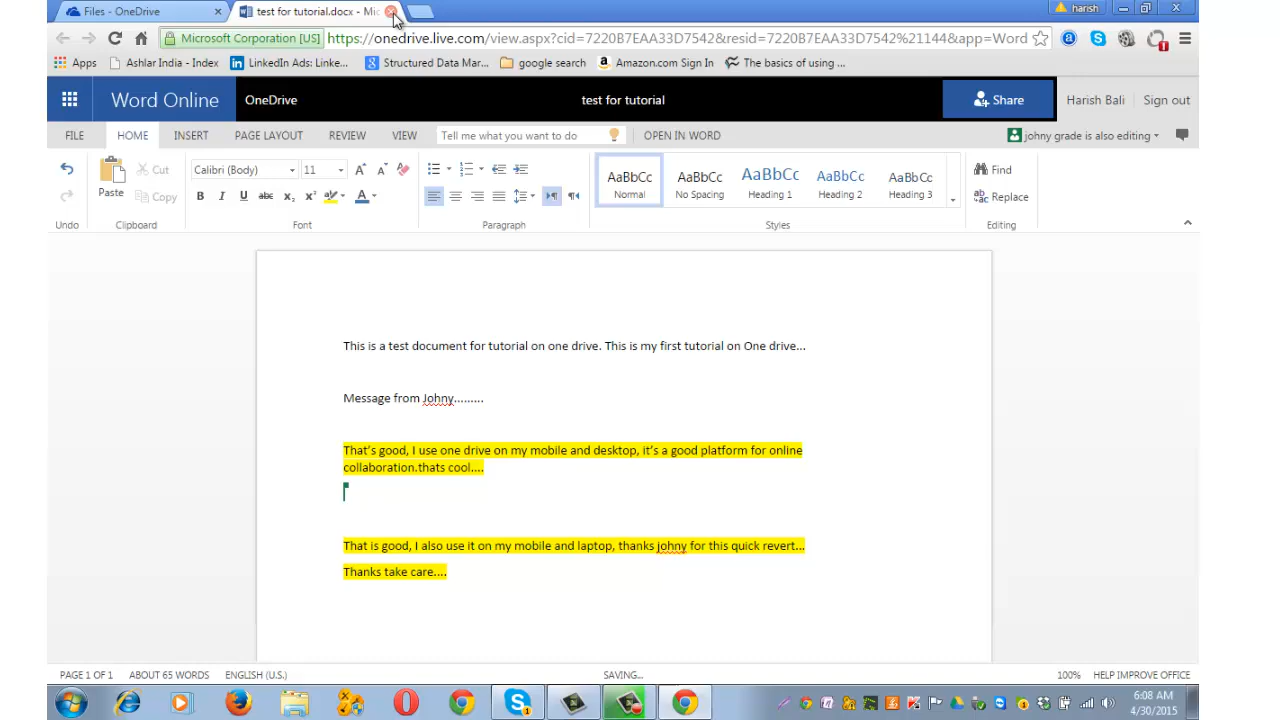 Files - OneDrive
test for tutorial.docx - Mic
harish
Microsoft Corporation [US]
https://onedrive.live.com/view.aspx?cid=7220B7EAA33D7542&resid=7220B7EAA33D7542%21144&app=Word
Apps
Ashlar India - Index
LinkedIn Ads: Linke...
Structured Data Mar...
google search
Amazon.com Sign In
The basics of using ...
Word Online
OneDrive
test for tutorial
Share
Harish Bali
Sign out
FILE
HOME
INSERT
PAGE LAYOUT
REVIEW
VIEW
Tell me what you want to do
OPEN IN WORD
johny grade is also editing
Paste
Cut
Copy
Calibri (Body)
11
B I U abc x₂ x² ab A
AaBbCc
Normal
AaBbCc
No Spacing
AaBbCc
Heading 1
AaBbCc
Heading 2
AaBbCc
Heading 3
Find
Replace
Undo
Clipboard
Font
Paragraph
Styles
Editing
This is a test document for tutorial on one drive. This is my first tutorial on One drive...
Message from Johny.........
That's good, I use one drive on my mobile and desktop, it's a good platform for online
collaboration.thats cool....
That is good, I also use it on my mobile and laptop, thanks johny for this quick revert...
Thanks take care....
PAGE 1 OF 1
ABOUT 65 WORDS
ENGLISH (U.S.)
SAVING...
100%
HELP IMPROVE OFFICE
6:08 AM
4/30/2015